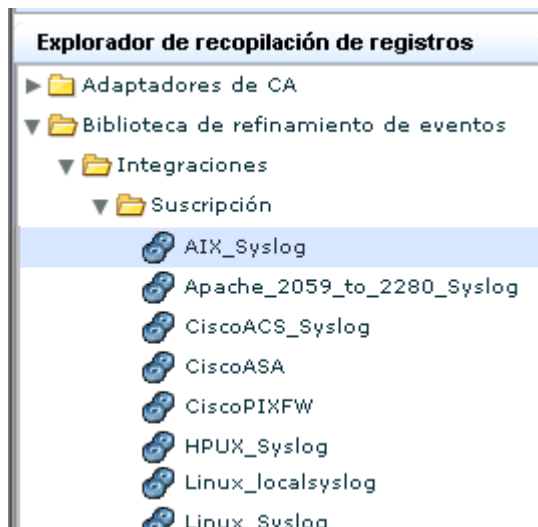 Explorador de recopilación de registros
Adaptadores de CA
Biblioteca de refinamiento de eventos
Integraciones
Suscripción
AIX_Syslog
Apache_2059_to_2280_Syslog
CiscoACS_Syslog
CiscoASA
CiscoPIXFW
HPUX_Syslog
Linux_localsyslog
Linux_Syslog